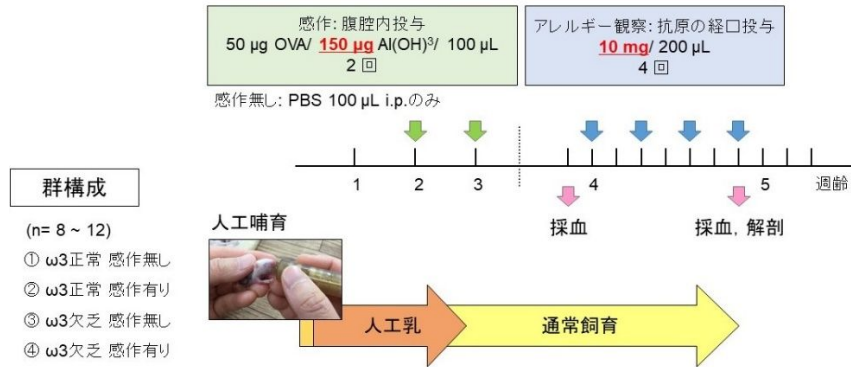 感作: 腹腔内投与
50 µg OVA/ 150 µg Al(OH)³/ 100 µL
2 回
アレルギー観察: 抗原の経口投与
10 mg/ 200 µL
4 回
感作無し: PBS 100 µL i.p.のみ
1 2 3 4 5 週齢
群構成
(n= 8 ~ 12)
① ω3正常 感作無し
② ω3正常 感作有り
③ ω3欠乏 感作無し
④ ω3欠乏 感作有り
人工哺育
採血
採血, 解剖
人工乳
通常飼育